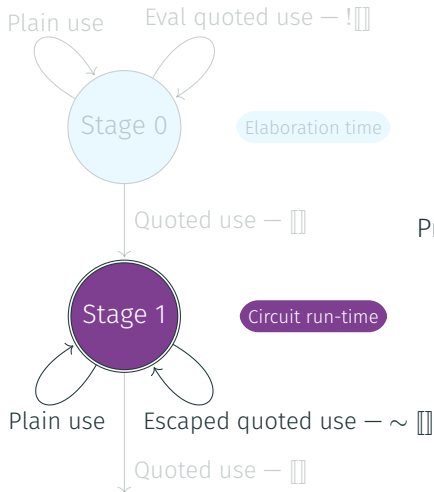 Plain use
Eval quoted use — !⟦⟧
Stage 0
Elaboration time
Quoted use — ⟦⟧
Pr
Stage 1
Circuit run-time
Plain use
Escaped quoted use — ∼ ⟦⟧
Quoted use — ⟦⟧